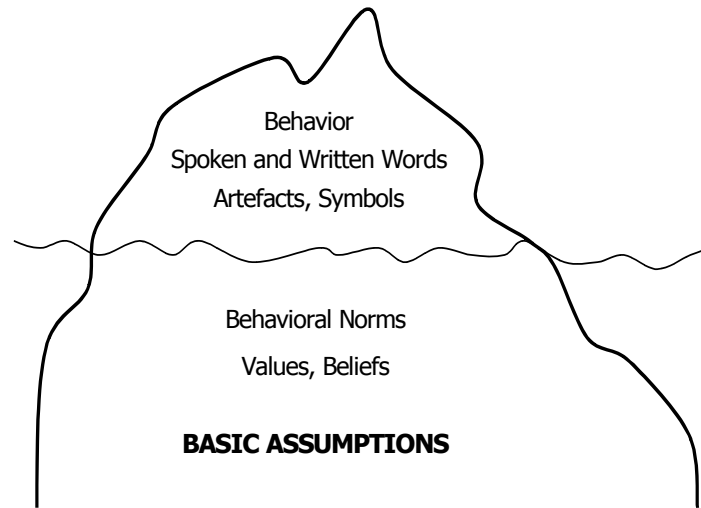 Behavior
Spoken and Written Words
Artefacts, Symbols
Behavioral Norms
Values, Beliefs
BASIC ASSUMPTIONS